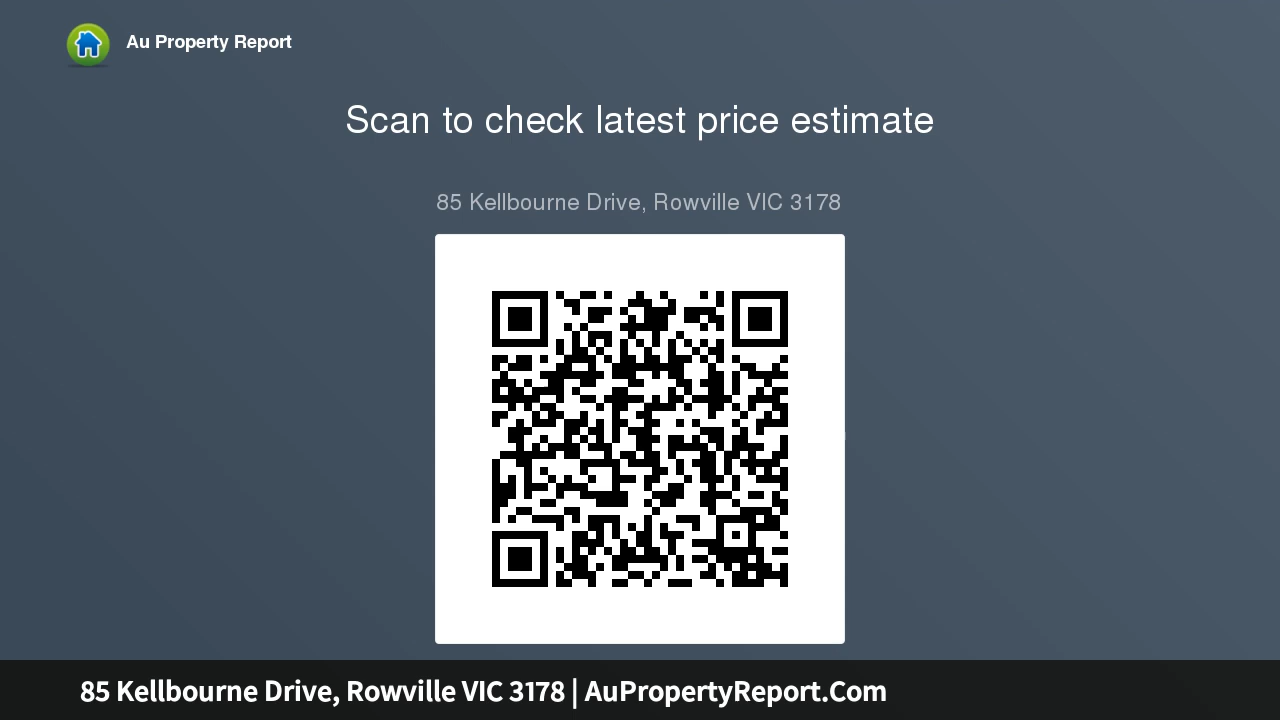 Au Property Report
Scan to check latest price estimate
85 Kellbourne Drive, Rowville VIC 3178
85 Kellbourne Drive, Rowville VIC 3178 | AuPropertyReport.Com